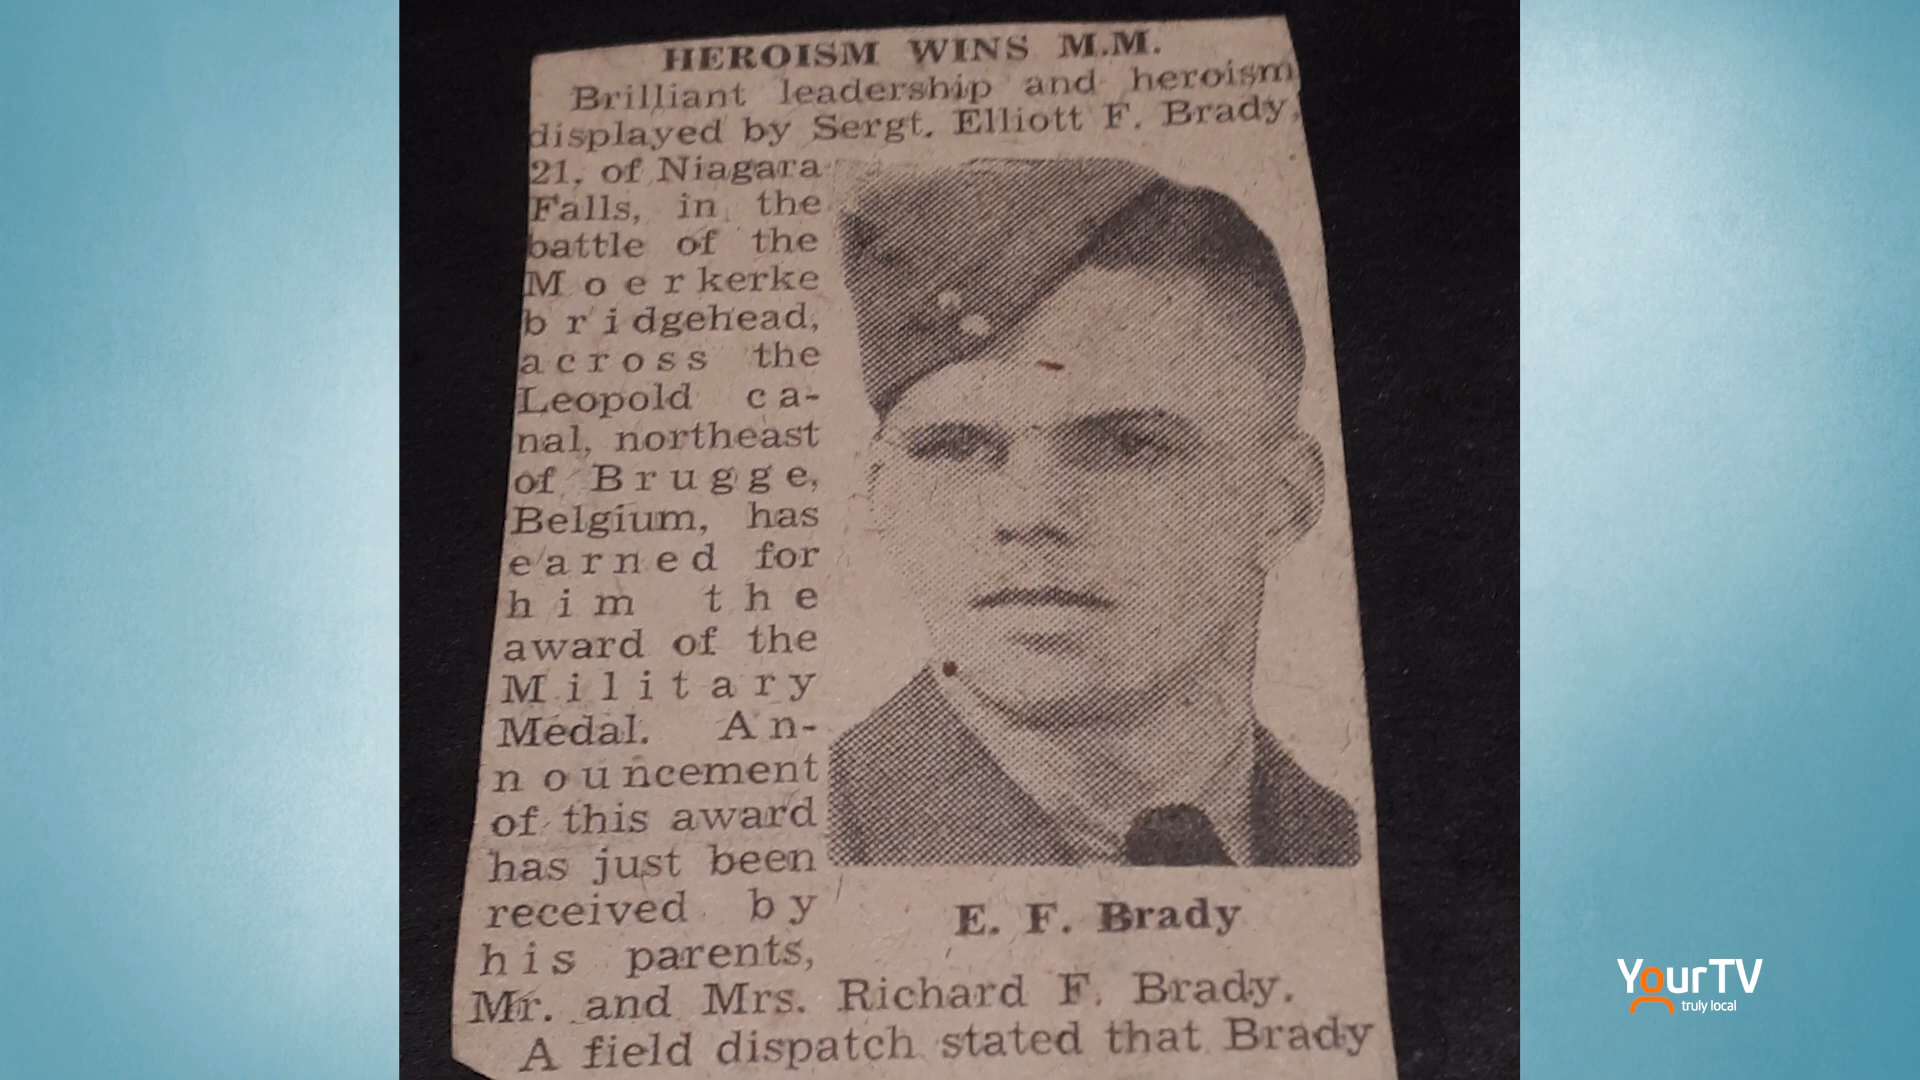 HEROISM WINS M.M.
Brilliant leadership and heroism
displayed by Sergt. Elliott F. Brady,
21, of Niagara
Falls, in the
battle of the
Moerkerke
bridgehead,
across the
Leopold ca-
nal, northeast
of Brugge,
Belgium, has
earned for
him the
award of the
Military
Medal. An-
nouncement
of this award
has just been
received by
his parents,
Mr. and Mrs. Richard F. Brady.
A field dispatch stated that Brady
E. F. Brady
YourTV
truly local